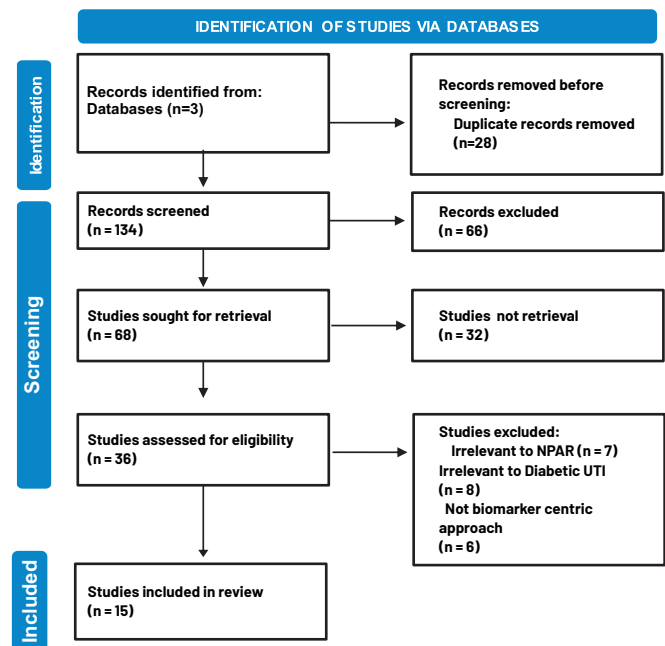 IDENTIFICATION OF STUDIES VIA DATABASES
Identification
Records identified from:
Databases (n=3)
Records removed before
screening:
Duplicate records removed
(n=28)
Screening
Records screened
(n = 134)
Records excluded
(n = 66)
Studies sought for retrieval
(n = 68)
Studies not retrieval
(n = 32)
Studies assessed for eligibility
(n = 36)
Studies excluded:
Irrelevant to NPAR (n = 7)
Irrelevant to Diabetic UTI
(n = 8)
Not biomarker centric
approach
(n = 6)
Included
Studies included in review
(n = 15)